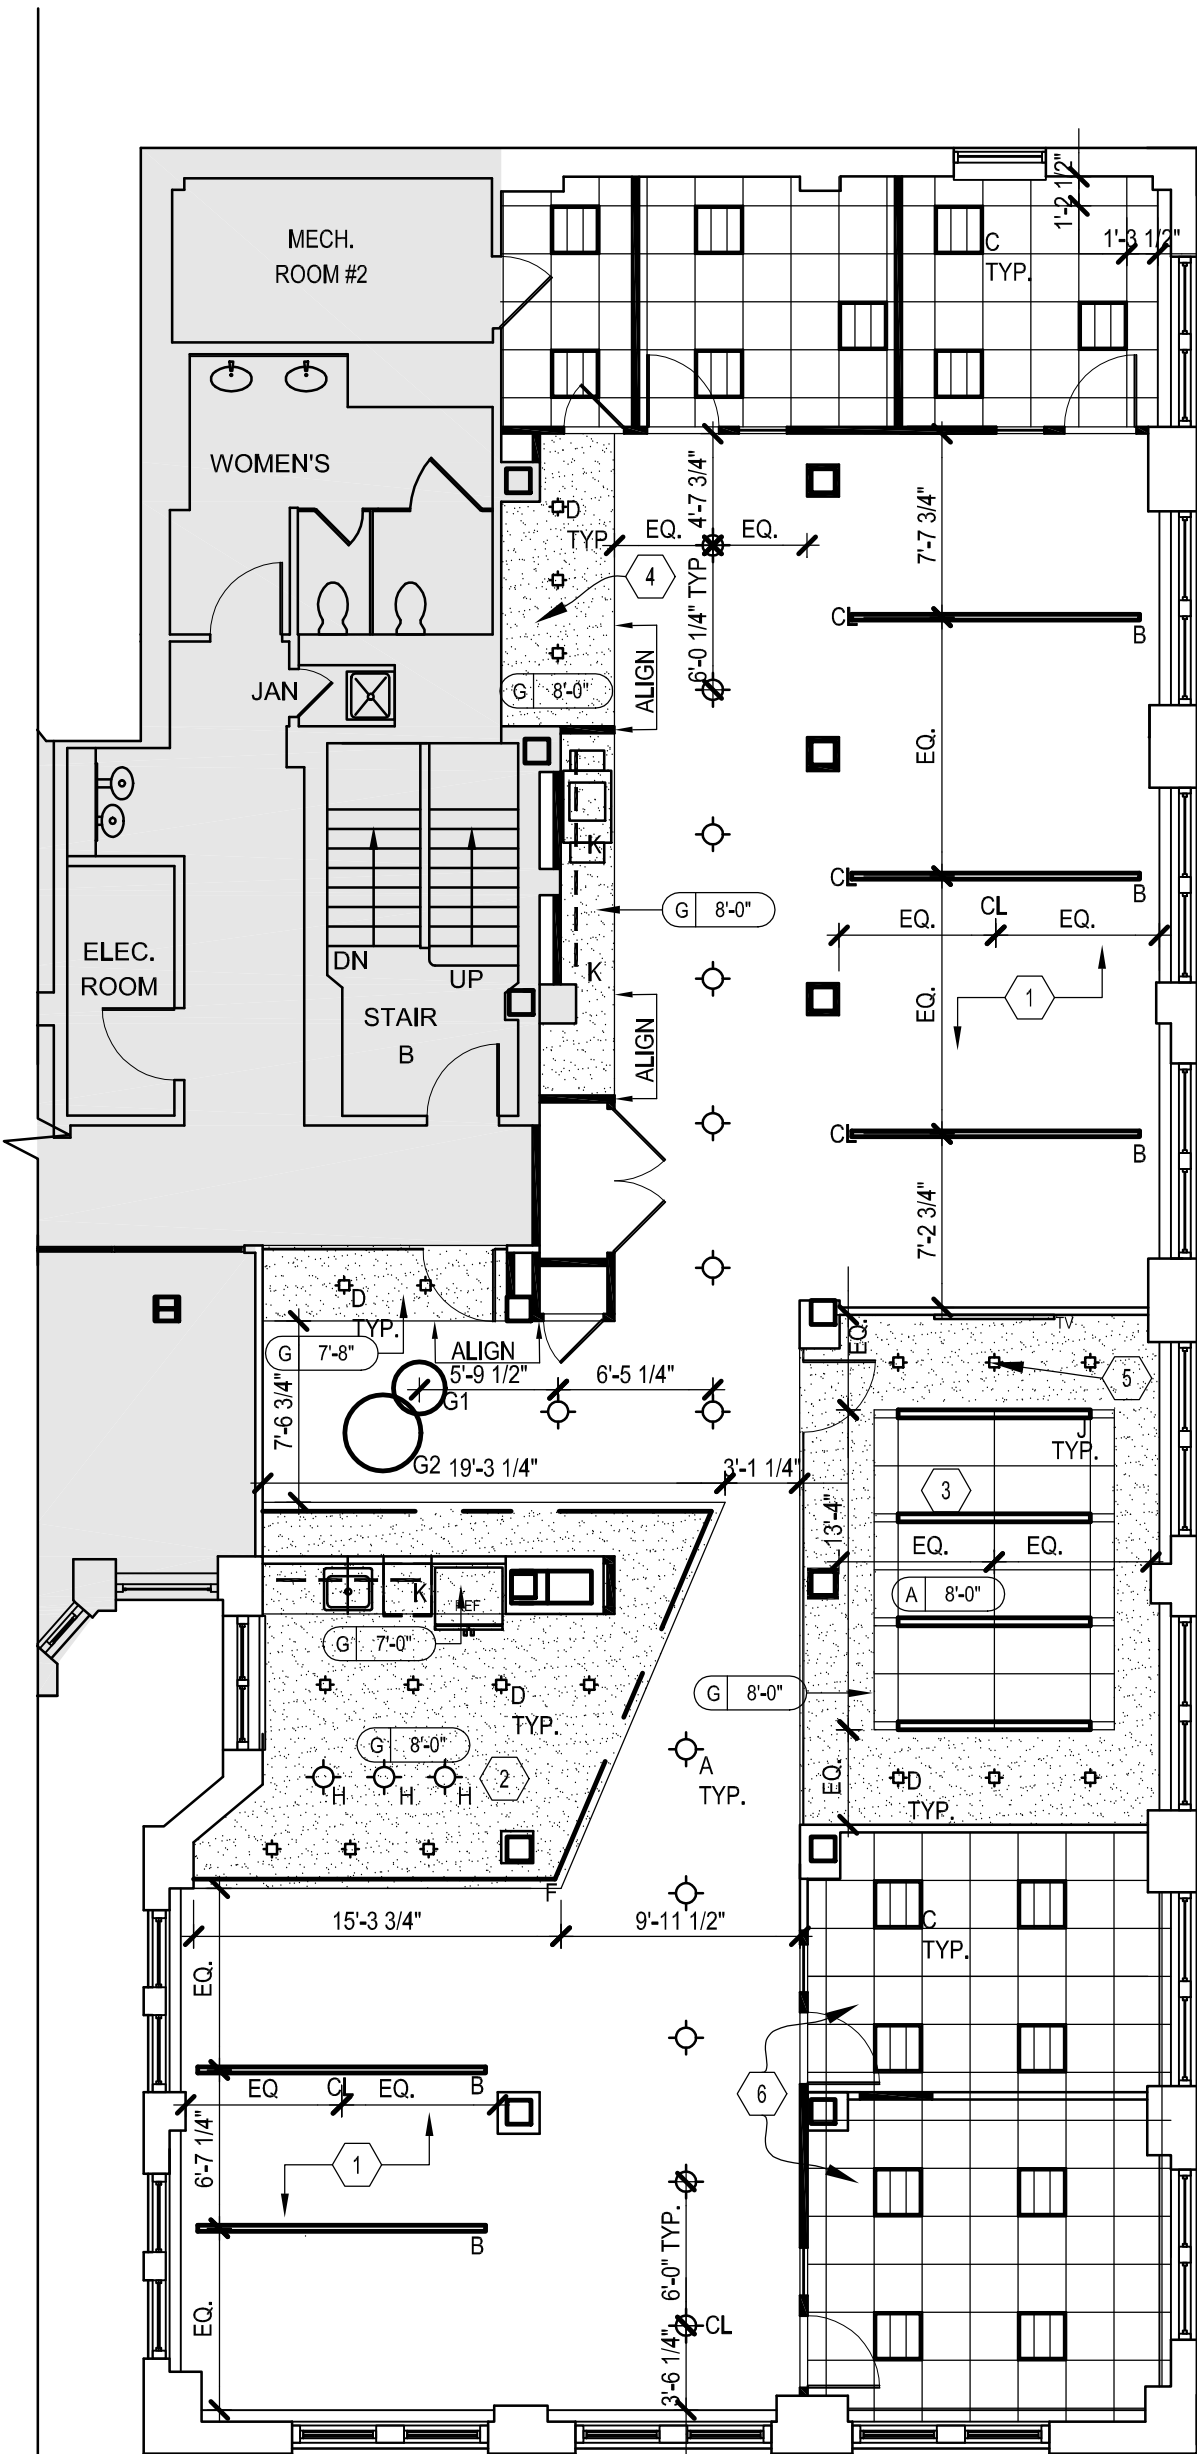 1'-2 1/2"
MECH.
ROOM #2
C
TYP.
1'-3 1/2"
WOMEN'S
D
TYP
EQ.
4'-7 3/4"
EQ.
7'-7 3/4"
4
6'-0 1/4" TYP
CL
B
JAN
G 8'-0"
ALIGN
EQ.
K
CL
B
G 8'-0"
EQ.
CL
EQ.
ELEC.
ROOM
DN
UP
K
STAIR
B
EQ.
1
ALIGN
CL
B
7'-2 3/4"
D
TYP.
G 7'-8"
ALIGN
5'-9 1/2"
6'-5 1/4"
EQ.
TV
5
G1
7'-6 3/4"
J
TYP.
G2
19'-3 1/4"
3'-1 1/4"
3
13'-4"
EQ.
EQ.
A 8'-0"
K
REF
G 7'-0"
D
TYP.
G 8'-0"
G 8'-0"
A
TYP.
H
H
H
2
EQ.
D
TYP.
F
15'-3 3/4"
9'-11 1/2"
C
TYP.
EQ.
EQ
CL
EQ.
B
6
6'-7 1/4"
1
B
6'-0" TYP.
EQ.
CL
3'-6 1/4"